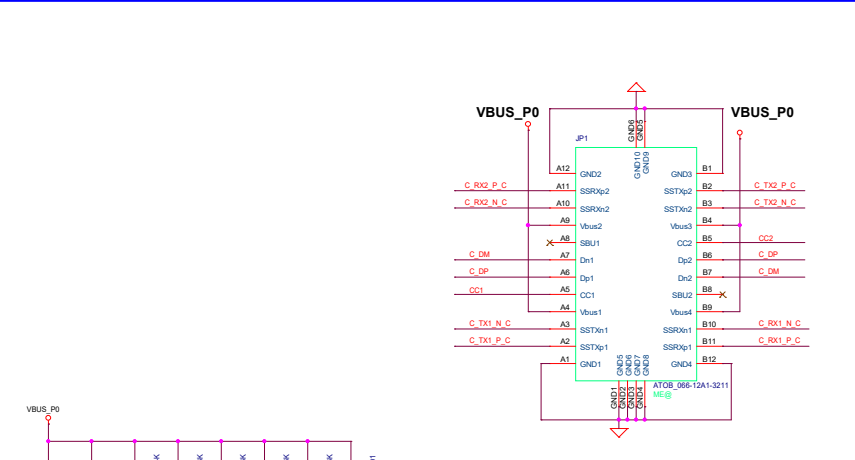 VBUS_P0
VBUS_P0
JP1
GND6
GND5
GND10
GND9
A12
GND2
GND3
B1
C_RX2_P_C
A11
SSRXp2
SSTXp2
B2
C_TX2_P_C
C_RX2_N_C
A10
SSRXn2
SSTXn2
B3
C_TX2_N_C
A9
Vbus2
Vbus3
B4
A8
SBU1
CC2
B5
CC2
C_DM
A7
Dn1
Dp2
B6
C_DP
C_DP
A6
Dp1
Dn2
B7
C_DM
CC1
A5
CC1
SBU2
B8
A4
Vbus1
Vbus4
B9
C_TX1_N_C
A3
SSTXn1
SSRXn1
B10
C_RX1_N_C
C_TX1_P_C
A2
SSTXp1
SSRXp1
B11
C_RX1_P_C
A1
GND1
GND5
GND6
GND7
GND8
GND4
B12
GND1
GND2
GND3
GND4
ATOB_066-12A1-3211
ME@
VBUS_P0